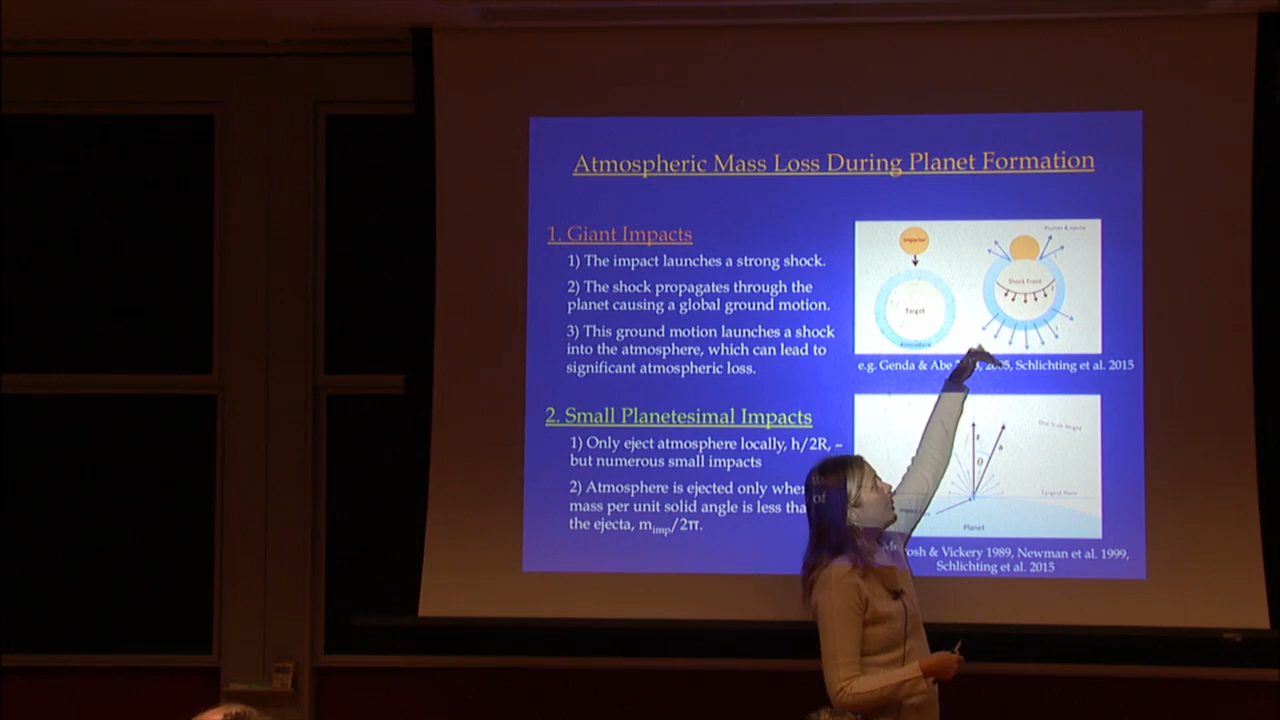 Atmospheric Mass Loss During Planet Formation
1. Giant Impacts
1) The impact launches a strong shock.
2) The shock propagates through the
planet causing a global ground motion.
3) This ground motion launches a shock
into the atmosphere, which can lead to
significant atmospheric loss.
Impactor
Target
Atmosphere
Plumes & ejecta
Shock Front
e.g. Genda & Abe 2005, Schlichting et al. 2015
2. Small Planetesimal Impacts
1) Only eject atmosphere locally, h/2R, –
but numerous small impacts
2) Atmosphere is ejected only
mass per unit solid angle is less
of
the ejecta, mimp/2π.
One Scale Height
r
a
θ
Tangent Plane
Planet
& Vickery 1989, Newman et al. 1999,
Schlichting et al. 2015